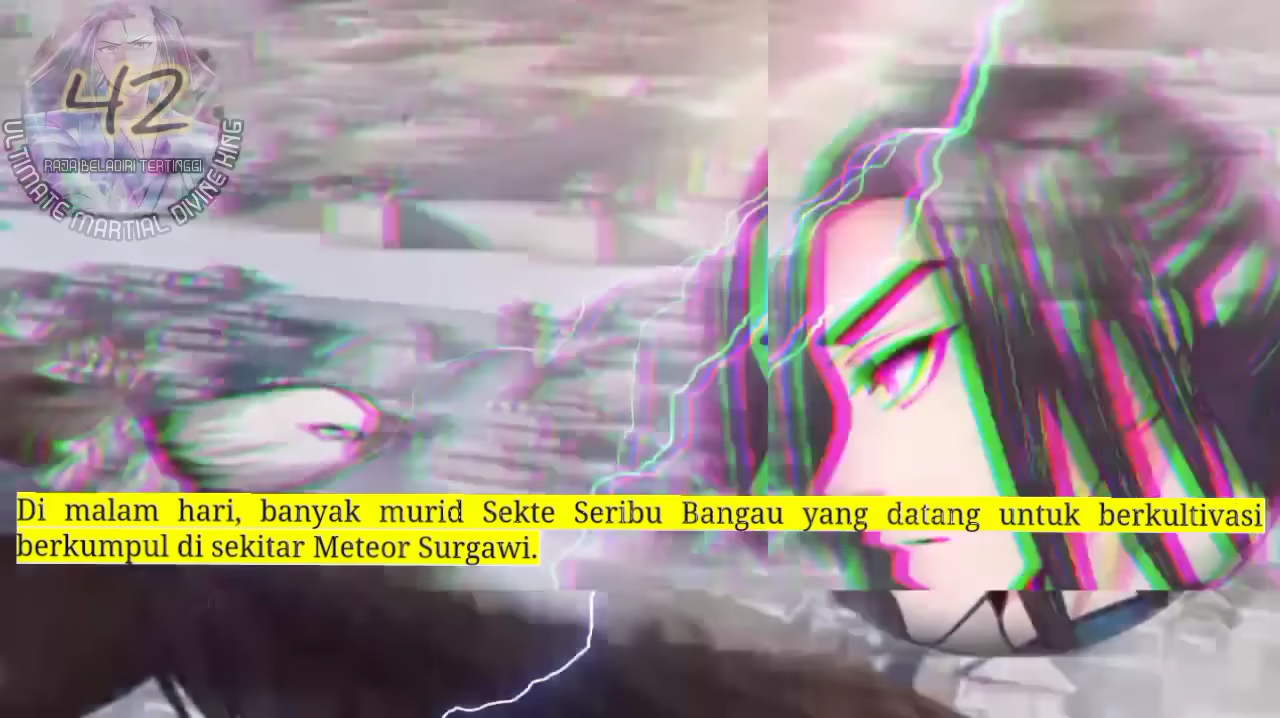 42
RAJA BELADIRI TERTINGGI
ULTIMATE MARTIAL DIVINE KING
Di malam hari, banyak murid Sekte Seribu Bangau yang datang untuk berkultivasi
berkumpul di sekitar Meteor Surgawi.